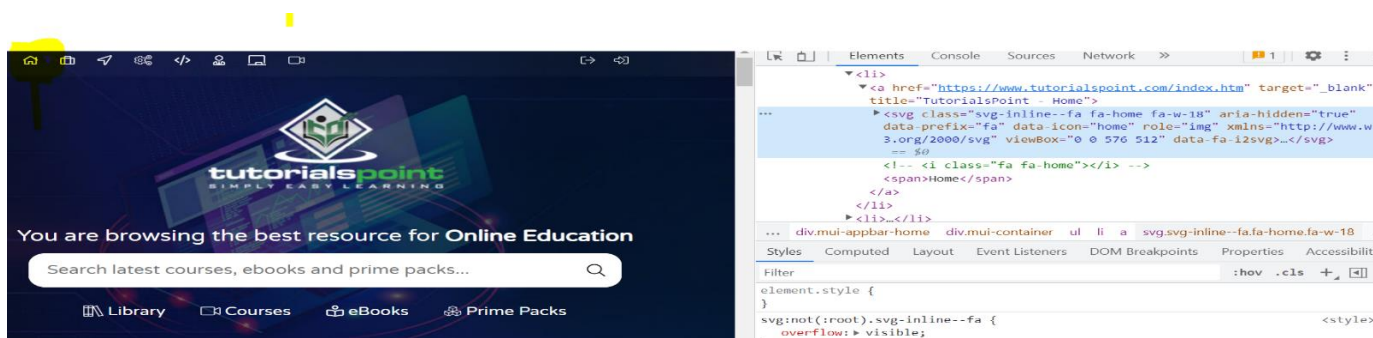 tutorialspoint
SIMPLY EASY LEARNING
You are browsing the best resource for Online Education
Search latest courses, ebooks and prime packs...
Library Courses eBooks Prime Packs
Elements Console Sources Network » 1
▼<li>
▼<a href="https://www.tutorialspoint.com/index.htm" target="_blank"
title="TutorialsPoint - Home">
... ▶<svg class="svg-inline--fa fa-home fa-w-18" aria-hidden="true"
data-prefix="fa" data-icon="home" role="img" xmlns="http://www.w
3.org/2000/svg" viewBox="0 0 576 512" data-fa-i2svg>…</svg>
== $0
<!-- <i class="fa fa-home"></i> -->
<span>Home</span>
</a>
</li>
▶<li>…</li>
... div.mui-appbar-home div.mui-container ul li a svg.svg-inline--fa.fa-home.fa-w-18
Styles Computed Layout Event Listeners DOM Breakpoints Properties Accessibilit
Filter :hov .cls +
element.style {
}
svg:not(:root).svg-inline--fa { <style>
overflow: ▶ visible;